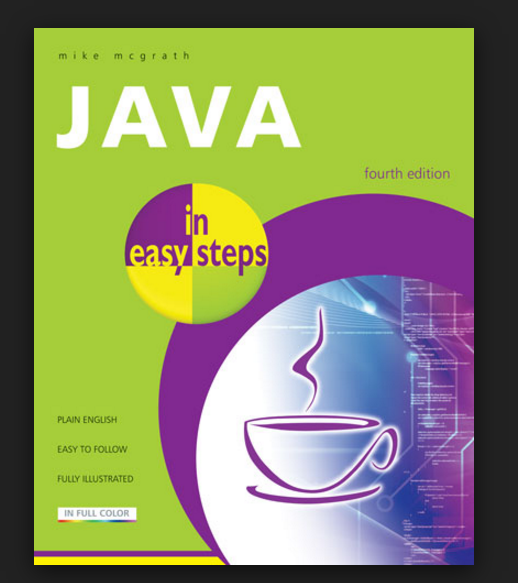 mike mcgrath
JAVA
fourth edition
in
easy steps
PLAIN ENGLISH
EASY TO FOLLOW
FULLY ILLUSTRATED
IN FULL COLOR